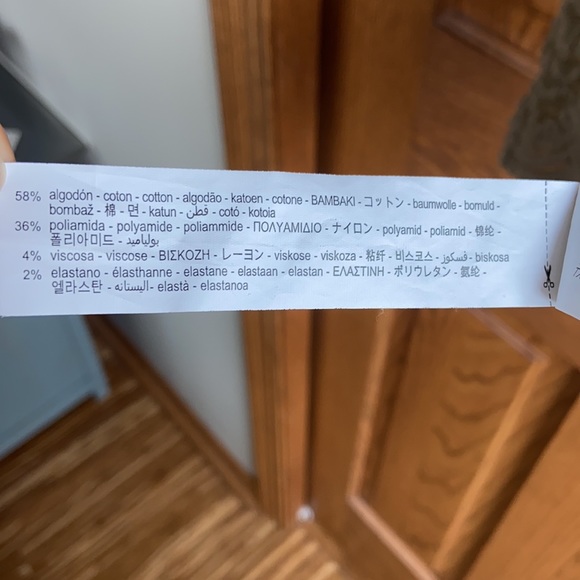 58% algodón - coton - cotton - algodão - katoen - cotone - BAMBAKI - コットン - baumwolle - bomuld -
bombaž - 棉 - 면 - katun - قطن - cotó - kotoia
36% poliamida - polyamide - poliammide - ΠΟΛΥΑΜΙΔΙΟ - ナイロン - polyamid - poliamid - 锦纶 -
폴리아미드 - بولياميد
4% viscosa - viscose - ΒΙΣΚΟΖΗ - レーヨン - viskose - viskoza - 粘纤 - 비스코스 - فسكوز - biskosa
2% elastano - élasthanne - elastane - elastaan - elastan - ΕΛΑΣΤΙΝΗ - ポリウレタン - 氨纶 -
엘라스탄 - اليستانه - elastà - elastanoa